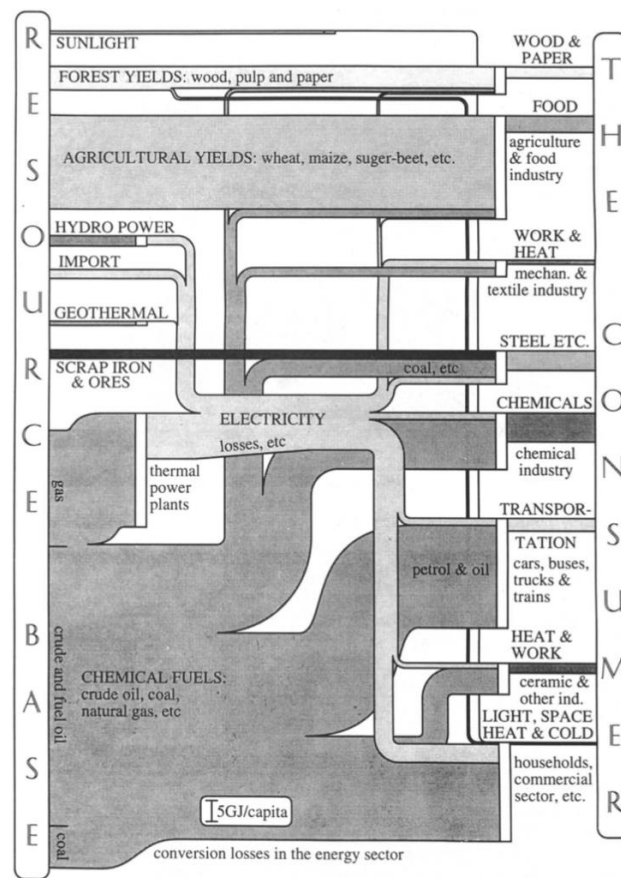 RESOURCE BASE
SUNLIGHT
FOREST YIELDS: wood, pulp and paper
AGRICULTURAL YIELDS: wheat, maize, suger-beet, etc.
HYDRO POWER
IMPORT
GEOTHERMAL
SCRAP IRON
& ORES
coal, etc
ELECTRICITY
losses, etc
thermal
power
plants
gas
petrol & oil
crude and fuel oil
CHEMICAL FUELS:
crude oil, coal,
natural gas, etc
5GJ/capita
coal
conversion losses in the energy sector
WOOD &
PAPER
FOOD
agriculture
& food
industry
WORK &
HEAT
mechan. &
textile industry
STEEL ETC.
CHEMICALS
chemical
industry
TRANSPOR-
TATION
cars, buses,
trucks &
trains
HEAT &
WORK
ceramic &
other ind.
LIGHT, SPACE
HEAT & COLD
households,
commercial
sector, etc.
THE CONSUMER